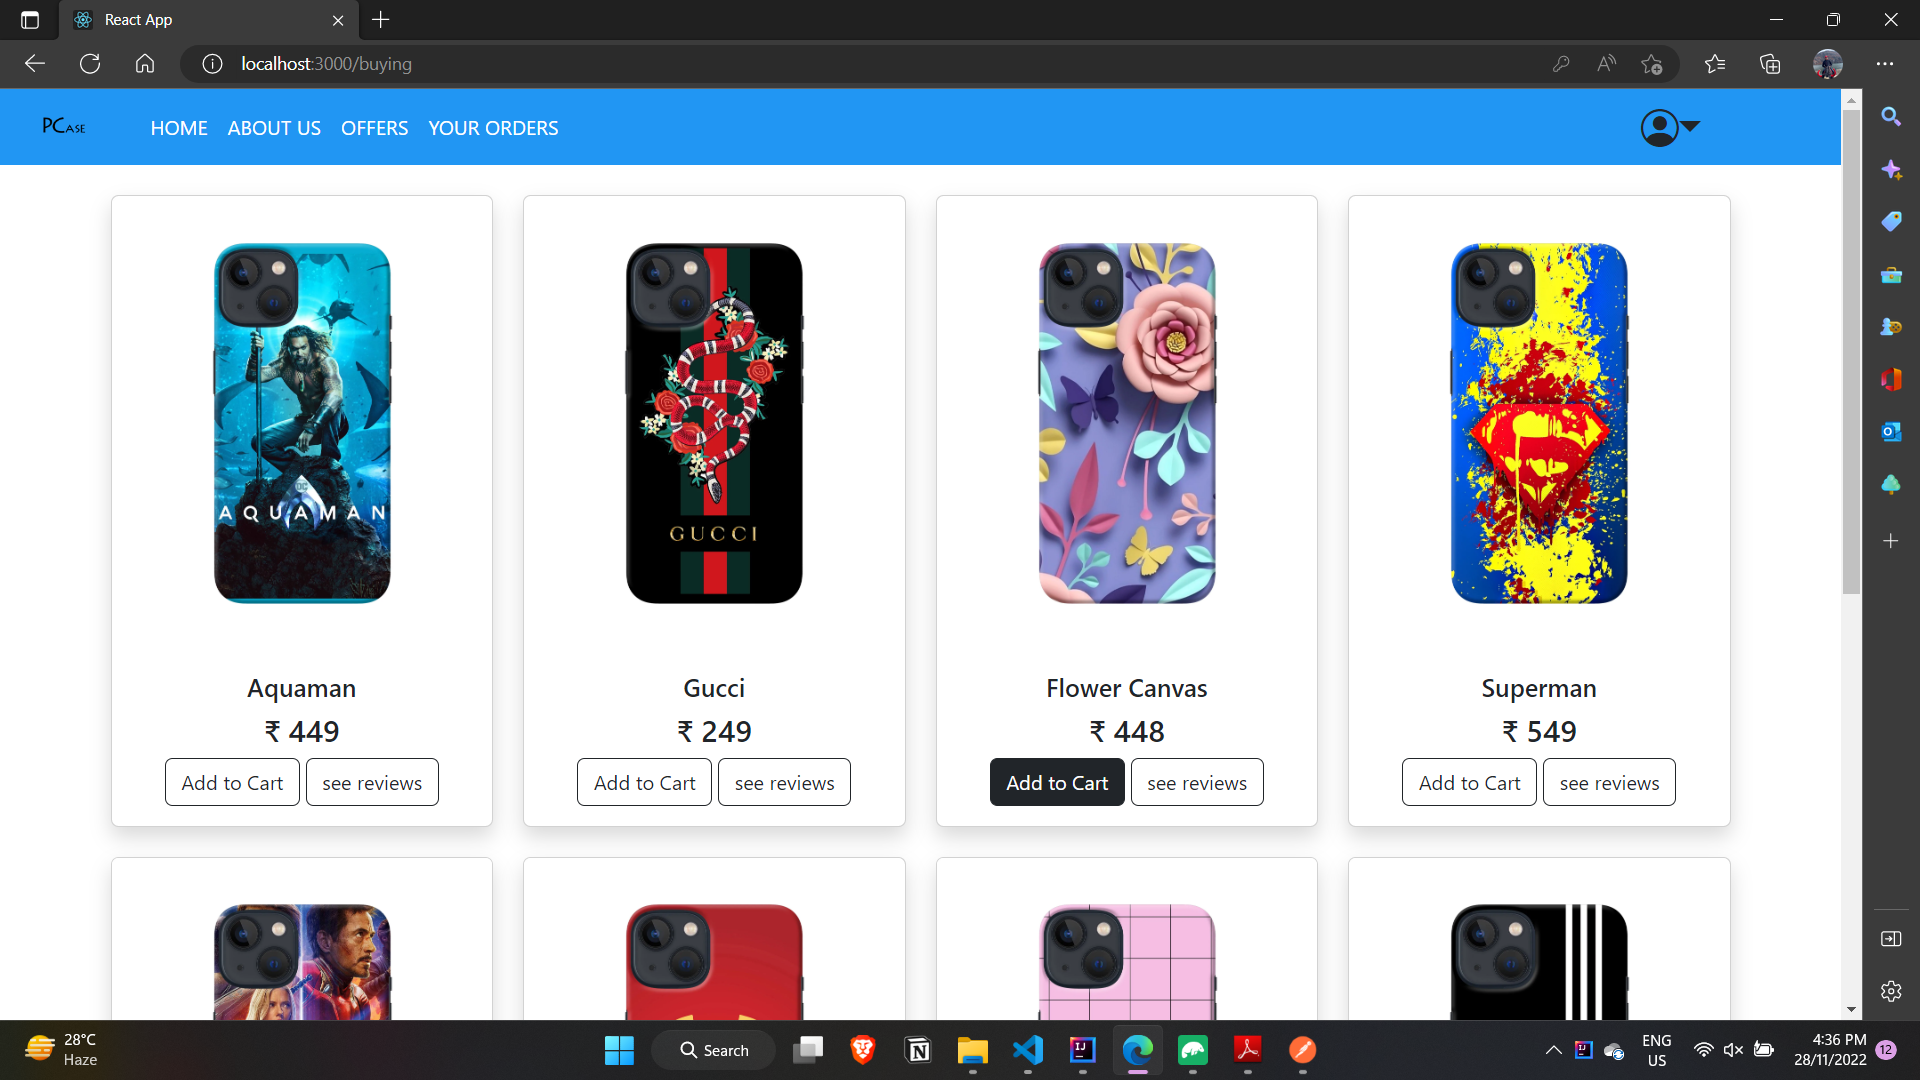 React App
localhost:3000/buying
PCASE
HOME ABOUT US OFFERS YOUR ORDERS
AQUAMAN
GUCCI
Aquaman
₹ 449
Add to Cart see reviews
Gucci
₹ 249
Add to Cart see reviews
Flower Canvas
₹ 448
Add to Cart see reviews
Superman
₹ 549
Add to Cart see reviews
28°C
Haze
Search
ENG
US
4:36 PM
28/11/2022
12